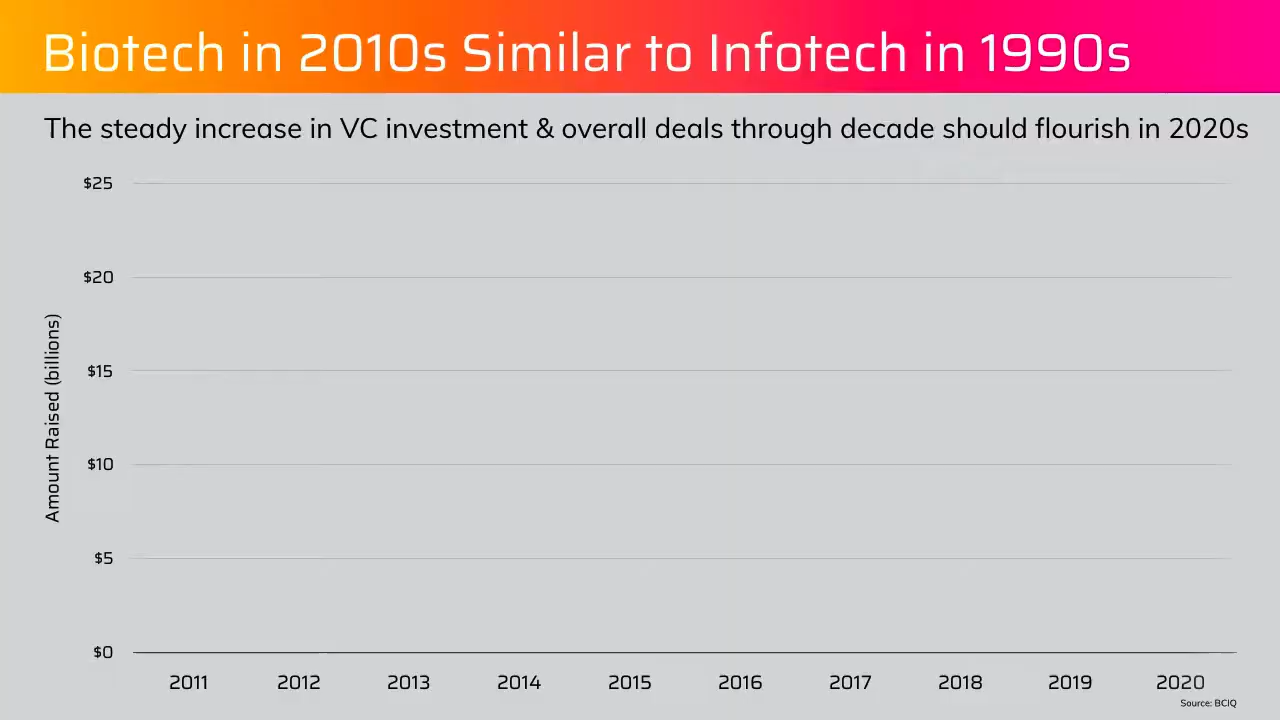 Biotech in 2010s Similar to Infotech in 1990s
The steady increase in VC investment & overall deals through decade should flourish in 2020s
Amount Raised (billions)
$25
$20
$15
$10
$5
$0
2011 2012 2013 2014 2015 2016 2017 2018 2019 2020
Source: BCIQ